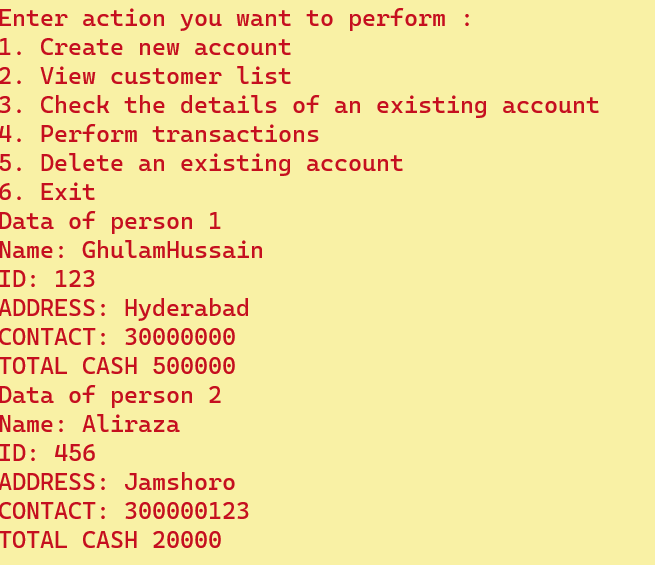 Enter action you want to perform :
1. Create new account
2. View customer list
3. Check the details of an existing account
4. Perform transactions
5. Delete an existing account
6. Exit
Data of person 1
Name: GhulamHussain
ID: 123
ADDRESS: Hyderabad
CONTACT: 30000000
TOTAL CASH 500000
Data of person 2
Name: Aliraza
ID: 456
ADDRESS: Jamshoro
CONTACT: 300000123
TOTAL CASH 20000